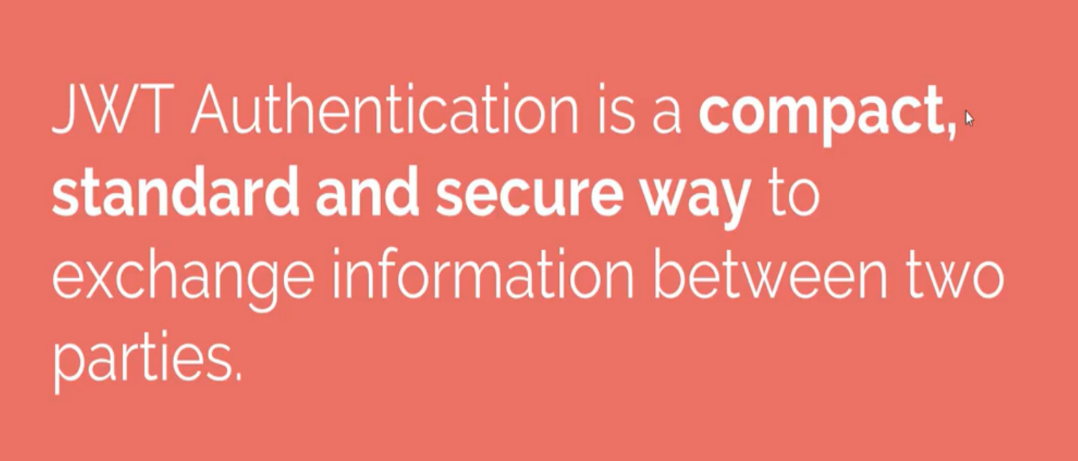 JWT Authentication is a compact,
standard and secure way to
exchange information between two
parties.